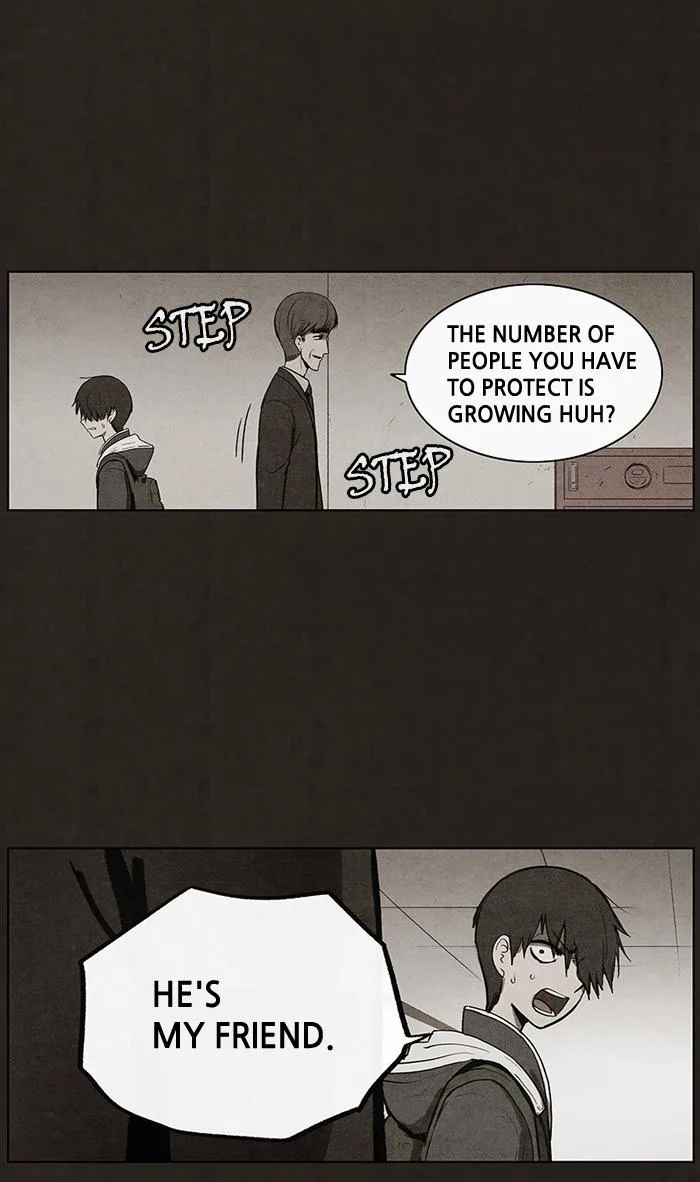 STEP
THE NUMBER OF
PEOPLE YOU HAVE
TO PROTECT IS
GROWING HUH?
STEP
HE'S
MY FRIEND.